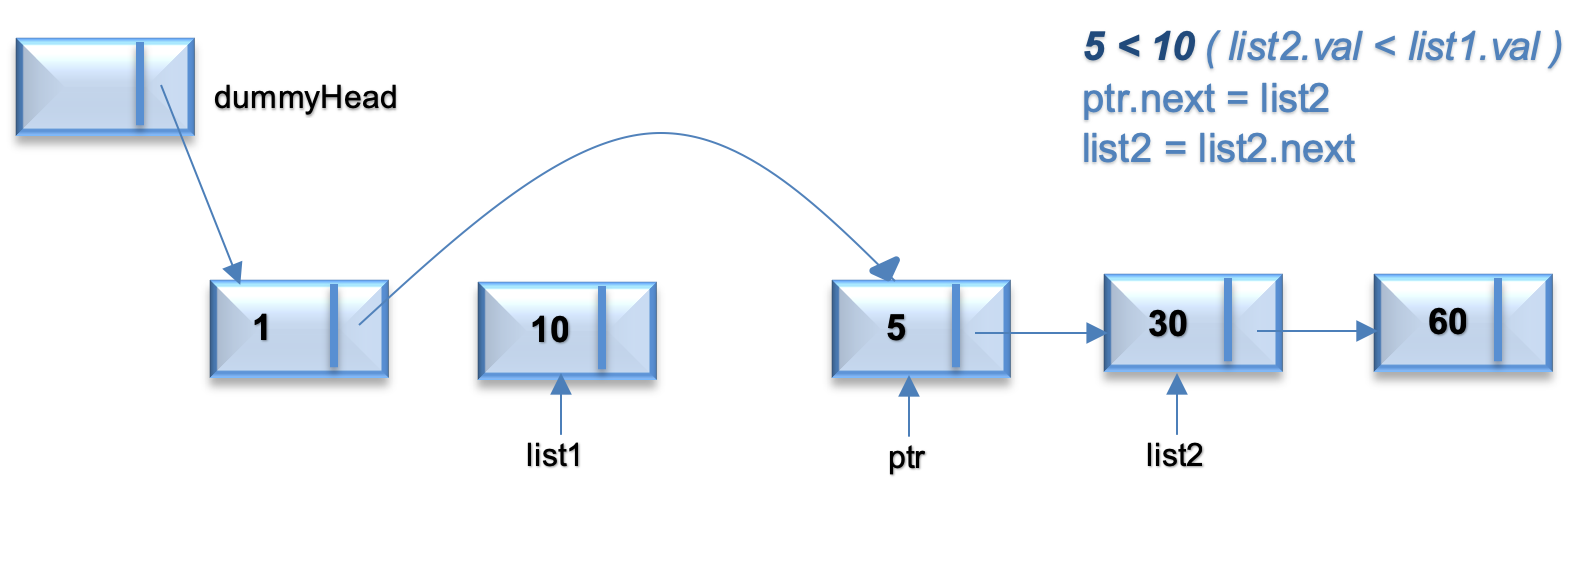 5 < 10 ( list2.val < list1.val )
ptr.next = list2
list2 = list2.next
dummyHead
1
10
5
30
60
list1
ptr
list2